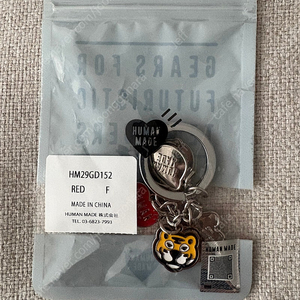 GEARS FOR
FUTURISTIC
HUMAN
MADE
HM29GD152
RED F
MADE IN CHINA
HUMAN MADE 株式会社
TEL. 03-6823-7993
HUMAN MADE